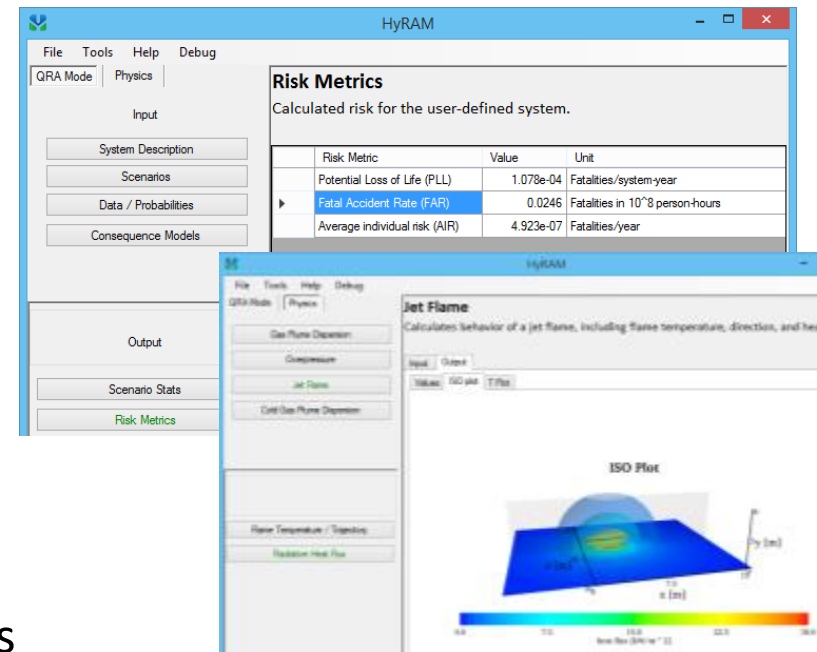 HyRAM
File Tools Help Debug
QRA Mode Physics
Input
System Description
Scenarios
Data / Probabilities
Consequence Models
Output
Scenario Stats
Risk Metrics
Risk Metrics
Calculated risk for the user-defined system.
Risk Metric Value Unit
Potential Loss of Life (PLL) 1.078e-04 Fatalities/system-year
Fatal Accident Rate (FAR) 0.0246 Fatalities in 10^8 person-hours
Average individual risk (AIR) 4.923e-07 Fatalities/year
HyRAM
File Tools Help Debug
QRA Mode Physics
Gas Plume Dispersion
Overpressure
Jet Flame
Cold Gas Plume Dispersion
Flame Temperature / Trajectory
Radiative Heat Flux
Jet Flame
Calculates behavior of a jet flame, including flame temperature, direction, and
Input Output
Values ISO plot T Plot
ISO Plot
y [m]
x [m]
s